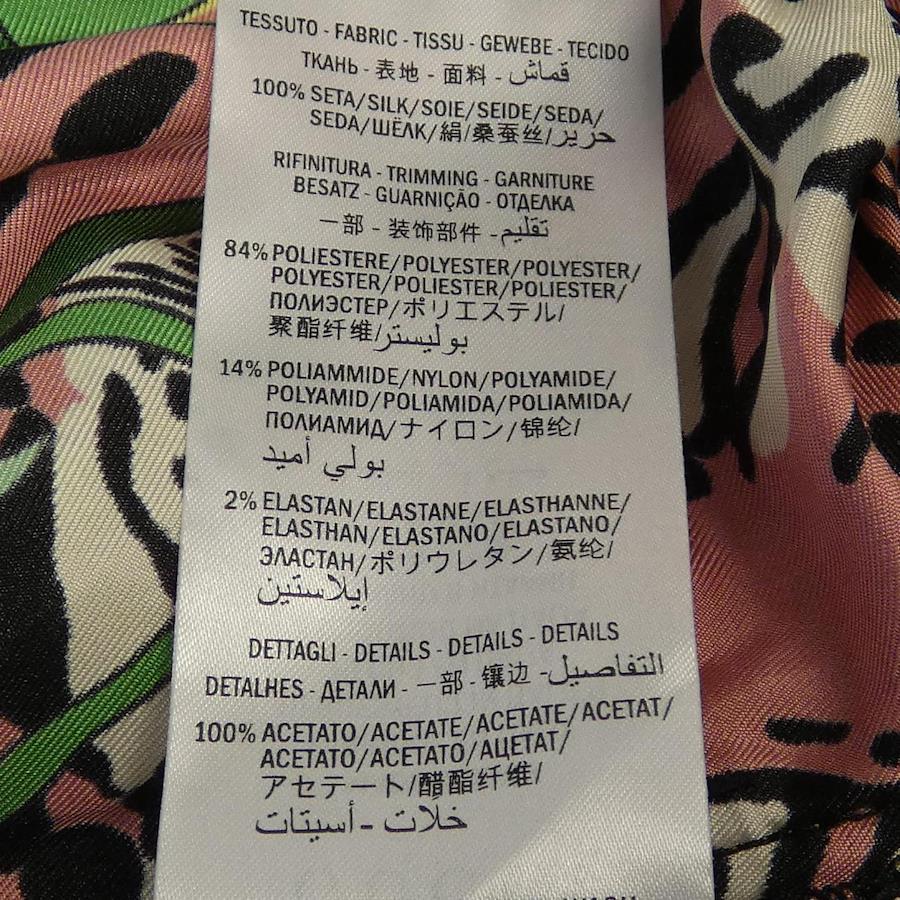 TESSUTO - FABRIC - TISSU - GEWEBE - TECIDO
ТКАНЬ - 表地 - 面料 - قماش
100% SETA/SILK/SOIE/SEIDE/SEDA/
SEDA/ШЁЛК/絹/桑蚕丝/حرير
RIFINITURA - TRIMMING - GARNITURE
BESATZ - GUARNIÇÃO - ОТДЕЛКА
一部 - 装饰部件 - تقليم
84% POLIESTERE/POLYESTER/POLYESTER/
POLYESTER/POLIESTER/POLIESTER/
ПОЛИЭСТЕР/ポリエステル/
聚酯纤维/بوليستر
14% POLIAMMIDE/NYLON/POLYAMIDE/
POLYAMID/POLIAMIDA/POLIAMIDA/
ПОЛИАМИД/ナイロン/锦纶/
بولي أميد
2% ELASTAN/ELASTANE/ELASTHANNE/
ELASTHAN/ELASTANO/ELASTANO/
ЭЛАСТАН/ポリウレタン/氨纶/
إيلاستين
DETTAGLI - DETAILS - DETAILS - DETAILS
DETALHES - ДЕТАЛИ - 一部 - 镶边 - التفاصيل
100% ACETATO/ACETATE/ACETATE/ACETAT/
ACETATO/ACETATO/АЦЕТАТ/
アセテート/醋酯纤维/
خلات - أسيتات